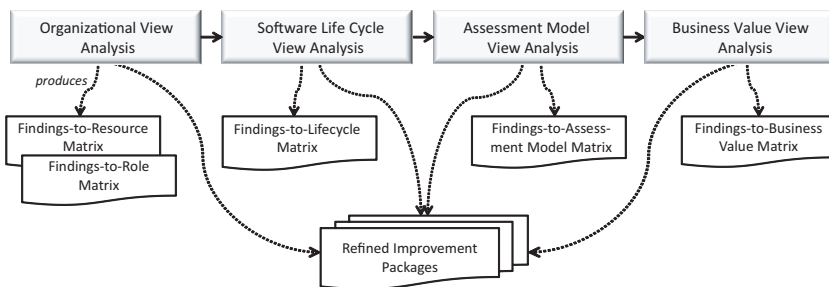 Organizational View
Analysis
Software Life Cycle
View Analysis
Assessment Model
View Analysis
Business Value View
Analysis
produces
Findings-to-Resource
Matrix
Findings-to-Role
Matrix
Findings-to-Lifecycle
Matrix
Findings-to-Assess-
ment Model Matrix
Findings-to-Business
Value Matrix
Refined Improvement
Packages